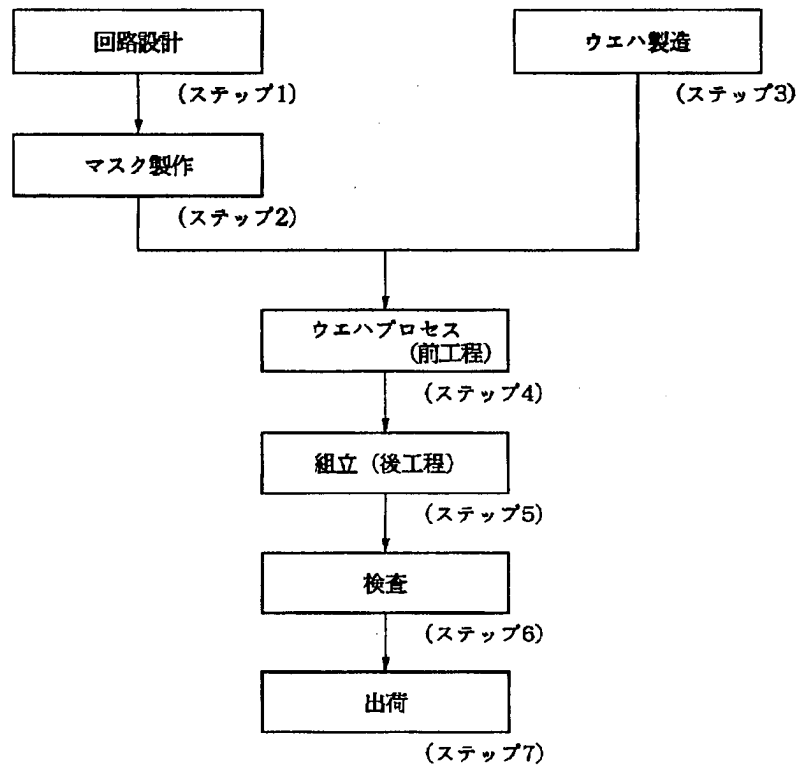 回路設計
(ステップ1)
ウエハ製造
(ステップ3)
マスク製作
(ステップ2)
ウエハプロセス
(前工程)
(ステップ4)
組立(後工程)
(ステップ5)
検査
(ステップ6)
出荷
(ステップ7)